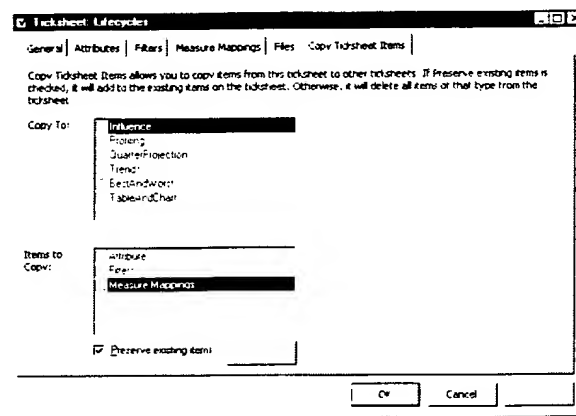 Ticksheet: Lifecycles
General Attributes Filters Measure Mappings Files Copy Ticksheet Items
Copy Ticksheet Items allows you to copy items from this ticksheet to other ticksheets. If Preserve existing items is
checked, it will add to the existing items on the ticksheet. Otherwise, it will delete all items of that type from the
ticksheet
Copy To:
Influence
Profiling
QuarterProjection
Trends
BestAndWorst
TableAndChart
Items to
Copy:
Attribute
Filters
Measure Mappings
Preserve existing items
OK Cancel